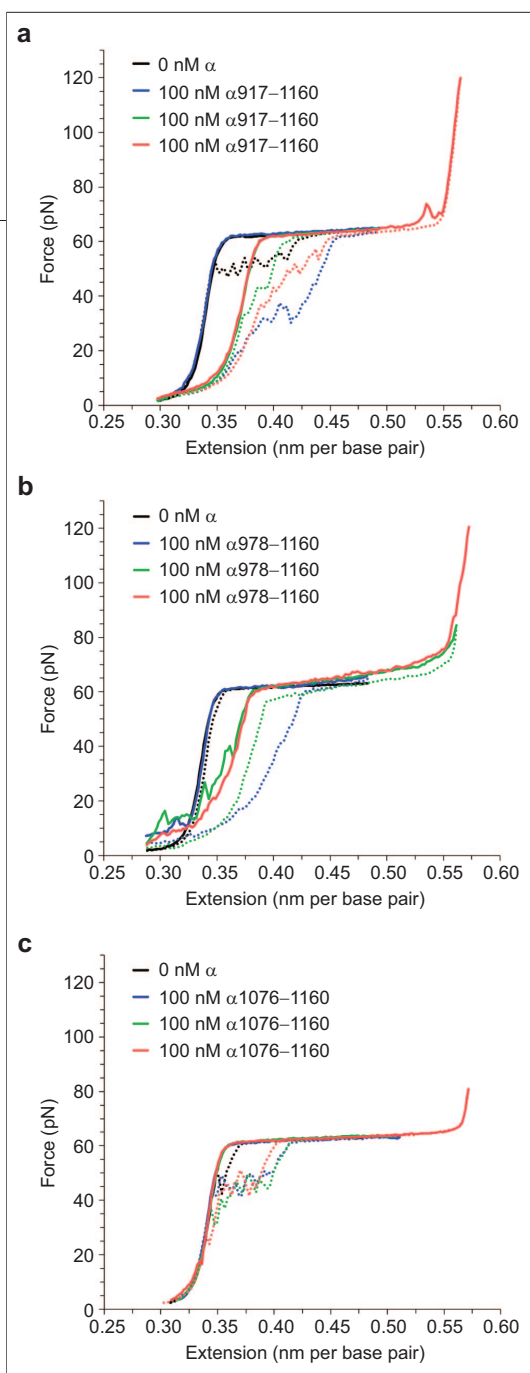 a
0 nM α
100 nM α917–1160
100 nM α917–1160
100 nM α917–1160
120
100
80
60
40
20
0
Force (pN)
0.25 0.30 0.35 0.40 0.45 0.50 0.55 0.60
Extension (nm per base pair)
b
0 nM α
100 nM α978–1160
100 nM α978–1160
100 nM α978–1160
120
100
80
60
40
20
0
Force (pN)
0.25 0.30 0.35 0.40 0.45 0.50 0.55 0.60
Extension (nm per base pair)
c
0 nM α
100 nM α1076–1160
100 nM α1076–1160
100 nM α1076–1160
120
100
80
60
40
20
0
Force (pN)
0.25 0.30 0.35 0.40 0.45 0.50 0.55 0.60
Extension (nm per base pair)